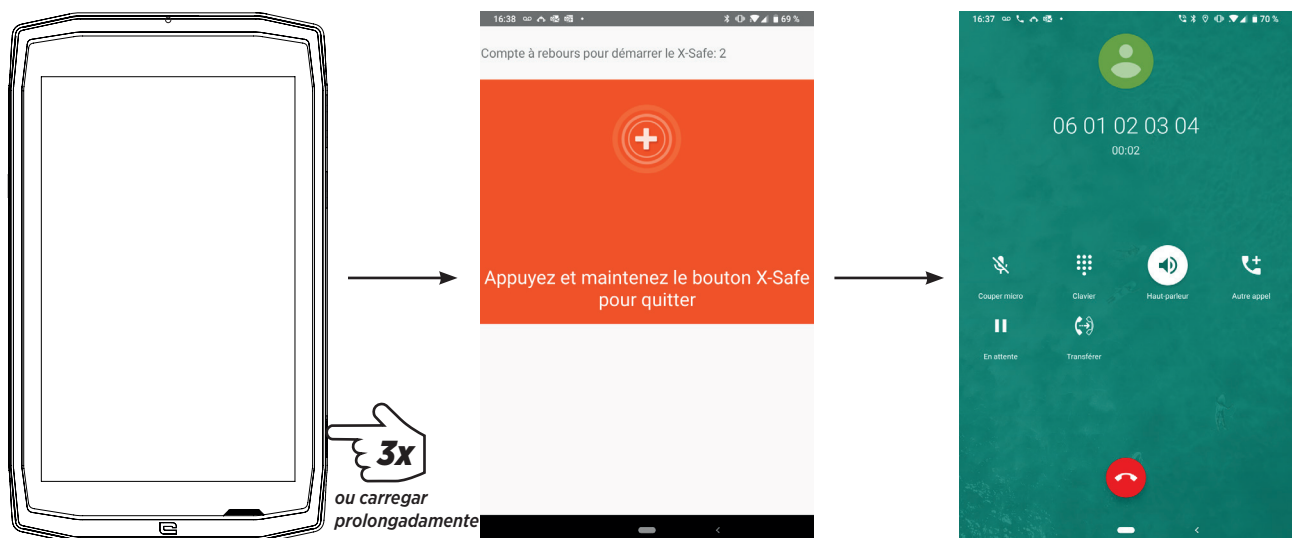 3x
ou carregar
prolongadamente
16:38
69 %
Compte à rebours pour démarrer le X-Safe: 2
Appuyez et maintenez le bouton X-Safe
pour quitter
16:37
70 %
06 01 02 03 04
00:02
Couper micro
Clavier
Haut-parleur
Autre appel
En attente
Transférer